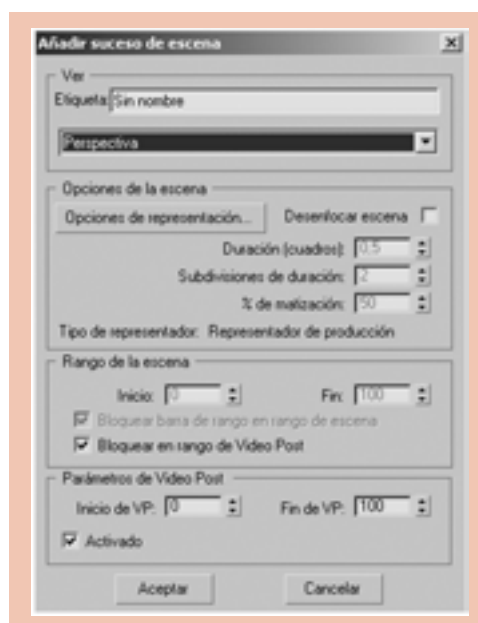 Añadir suceso de escena
Ver
Etiqueta: Sin nombre
Perspectiva
Opciones de la escena
Opciones de representación... Desenfocar escena
Duración (cuadros): 0,5
Subdivisiones de duración: 2
% de matización: 50
Tipo de representador: Representador de producción
Rango de la escena
Inicio: 0 Fin: 100
Bloquear barra de rango en rango de escena
Bloquear en rango de Video Post
Parámetros de Video Post
Inicio de VP: 0 Fin de VP: 100
Activado
Aceptar Cancelar